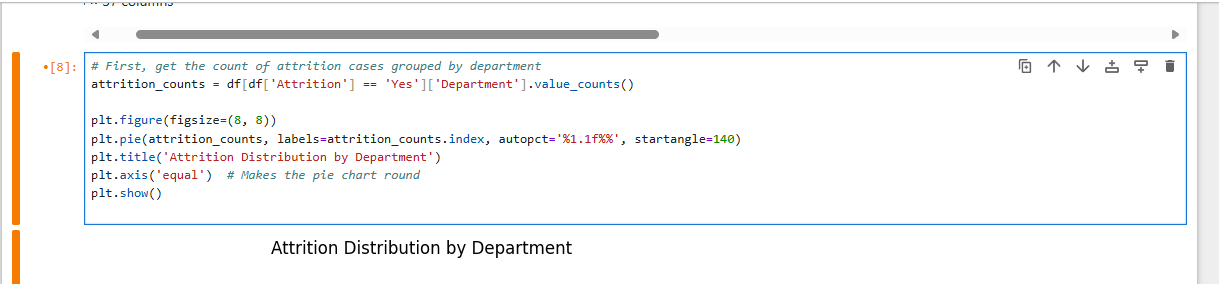 37 columns
[8]:
# First, get the count of attrition cases grouped by department
attrition_counts = df[df['Attrition'] == 'Yes']['Department'].value_counts()
plt.figure(figsize=(8, 8))
plt.pie(attrition_counts, labels=attrition_counts.index, autopct='%1.1f%%', startangle=140)
plt.title('Attrition Distribution by Department')
plt.axis('equal')  # Makes the pie chart round
plt.show()
Attrition Distribution by Department